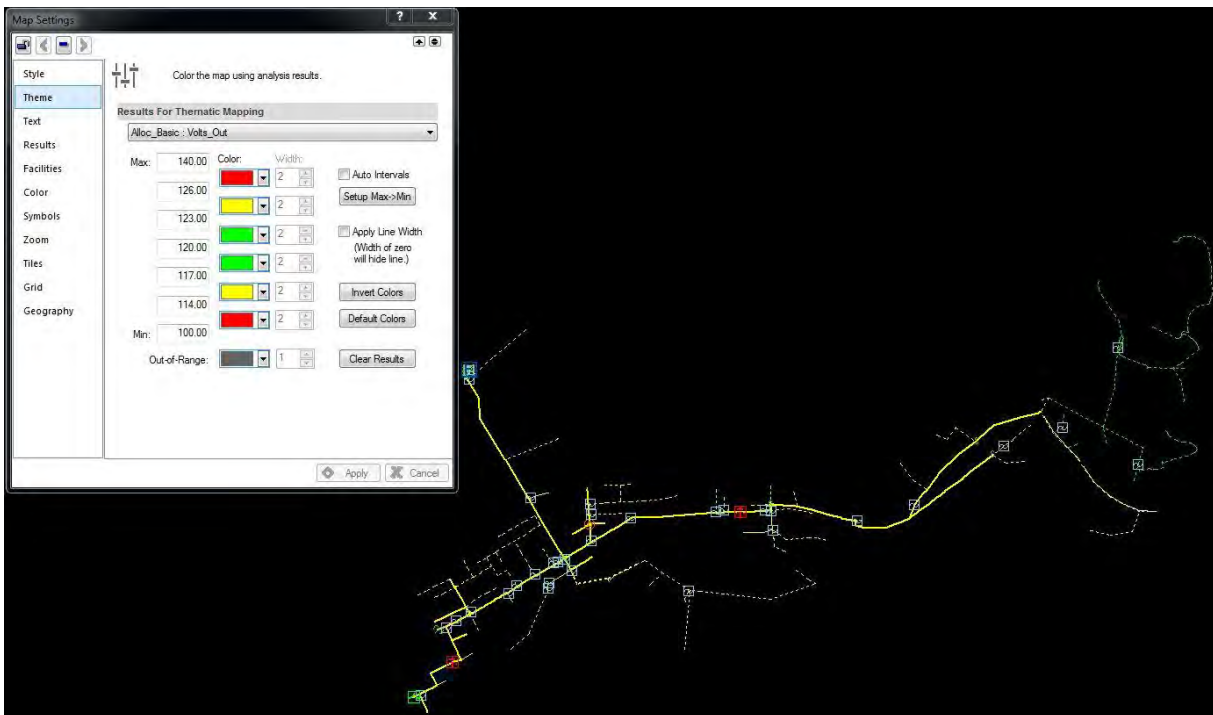 Map Settings
? X
Style
Theme
Text
Results
Facilities
Color
Symbols
Zoom
Tiles
Grid
Geography
Color the map using analysis results.
Results For Thematic Mapping
Alloc_Basic : Volts_Out
Max: 140.00 Color: Width:
2
Auto Intervals
126.00
Setup Max->Min
2
123.00
2
Apply Line Width
120.00
(Width of zero
will hide line.)
2
117.00
2
Invert Colors
114.00
2
Default Colors
Min: 100.00
Out-of-Range: 1
Clear Results
Apply Cancel